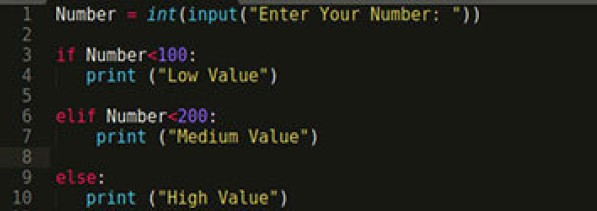 1 Number = int(input("Enter Your Number: "))
2
3 if Number<100:
4 print ("Low Value")
5
6 elif Number<200:
7 print ("Medium Value")
8
9 else:
10 print ("High Value")